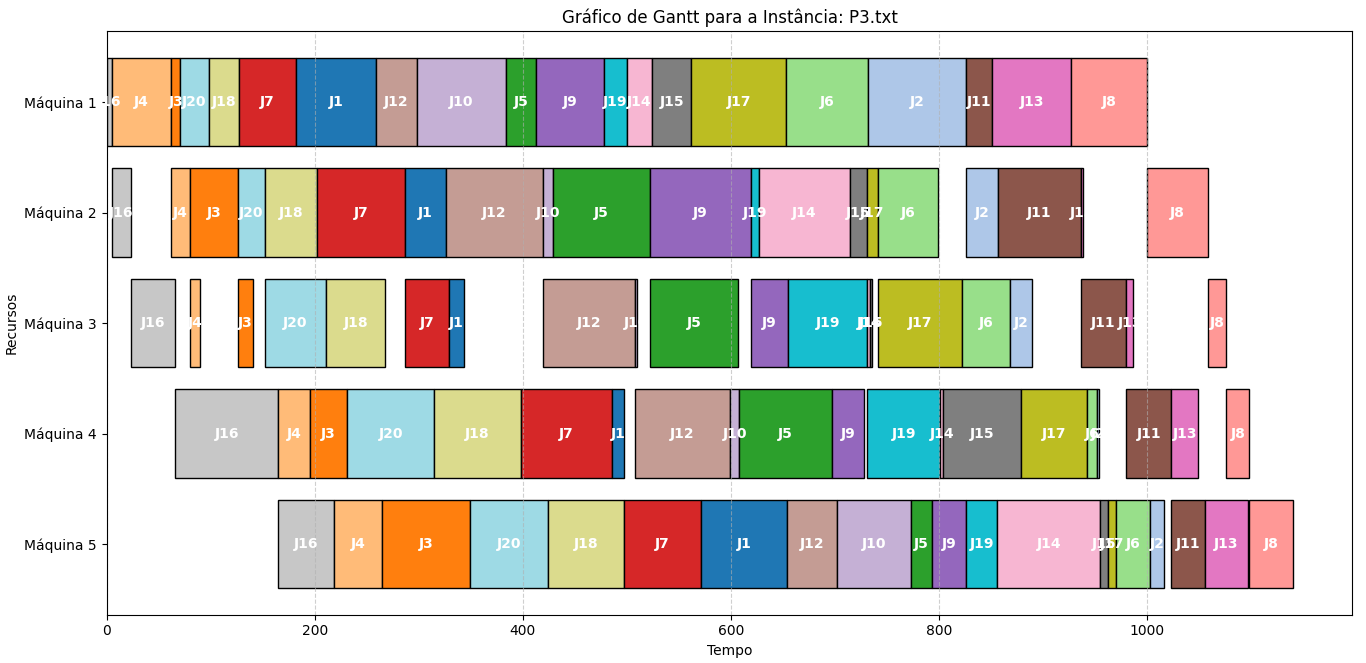 Gráfico de Gantt para a Instância: P3.txt
Máquina 1
J4 J3 J20 J18 J7 J1 J12 J10 J5 J9 J19 J14 J15 J17 J6 J2 J11 J13 J8
Máquina 2
J16 J4 J3 J20 J18 J7 J1 J12 J10 J5 J9 J19 J14 J15 J17 J6 J2 J11 J8
Máquina 3
J16 J4 J3 J20 J18 J7 J1 J12 J5 J9 J19 J17 J6 J2 J11 J8
Máquina 4
J16 J4 J3 J20 J18 J7 J1 J12 J10 J5 J9 J19 J14 J15 J17 J11 J13 J8
Máquina 5
J16 J4 J3 J20 J18 J7 J1 J12 J10 J5 J9 J19 J14 J6 J2 J11 J13 J8
Recursos
0 200 400 600 800 1000
Tempo